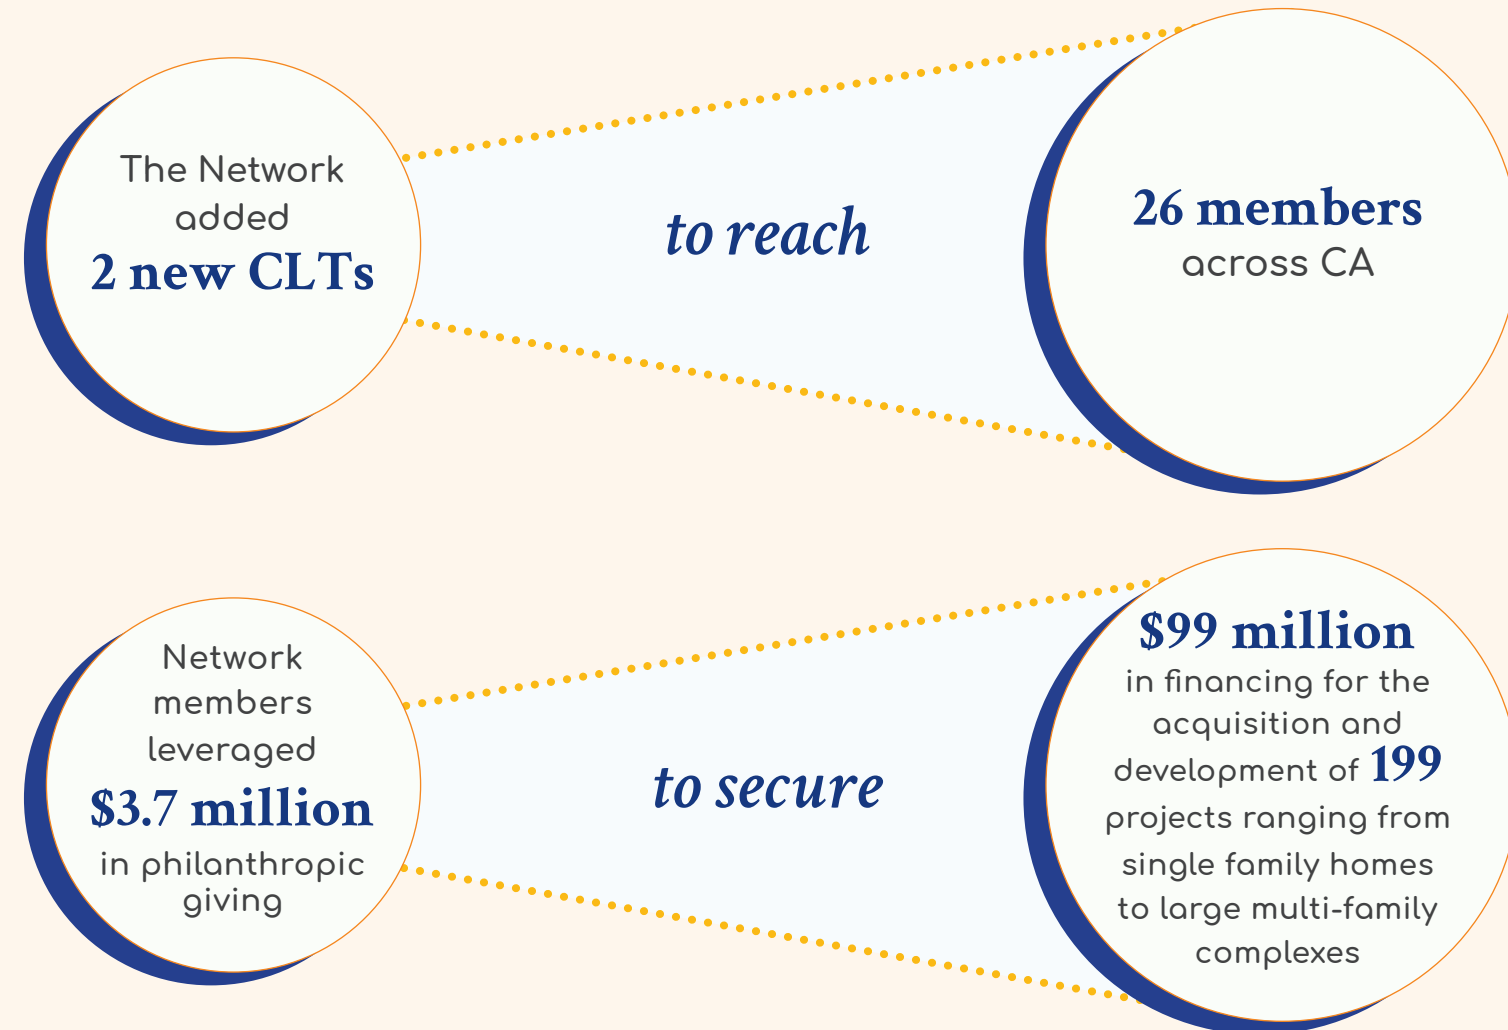 The Network
added
2 new CLTs
to reach
26 members
across CA
Network
members
leveraged
$3.7 million
in philanthropic
giving
to secure
$99 million
in financing for the
acquisition and
development of 199
projects ranging from
single family homes
to large multi-family
complexes